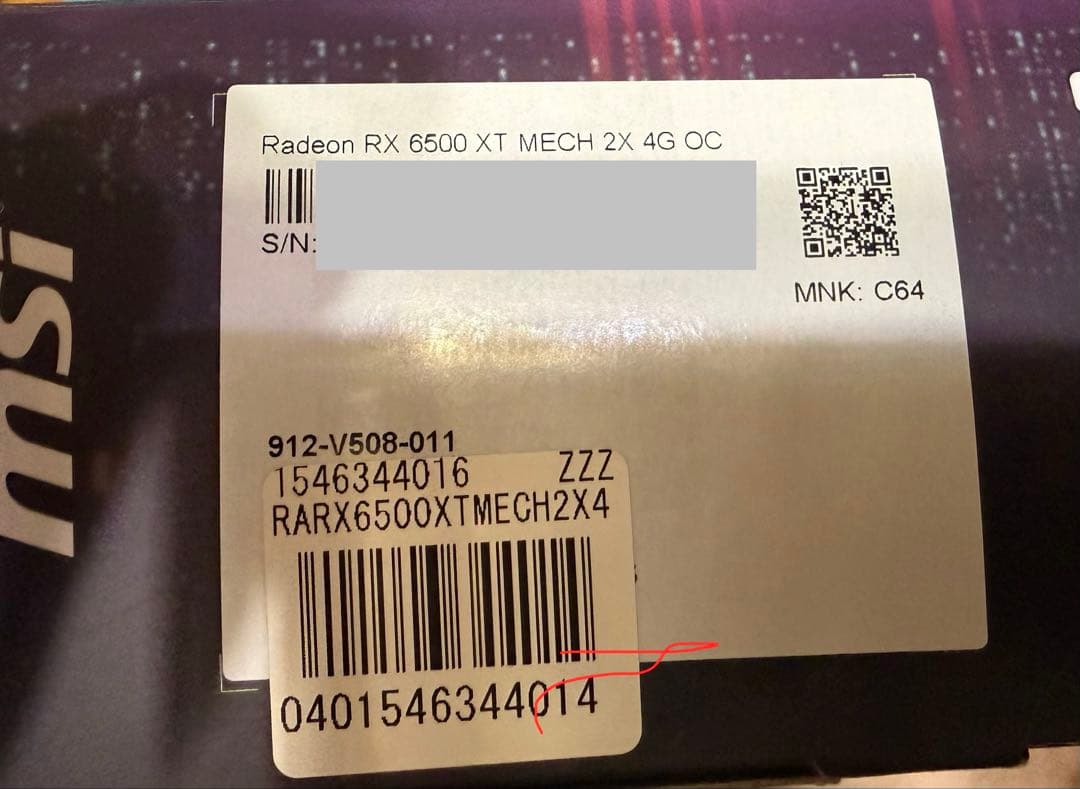 msi
Radeon RX 6500 XT MECH 2X 4G OC
S/N:
MNK: C64
912-V508-011
1546344016 ZZZ
RARX6500XTMECH2X4
0401546344014